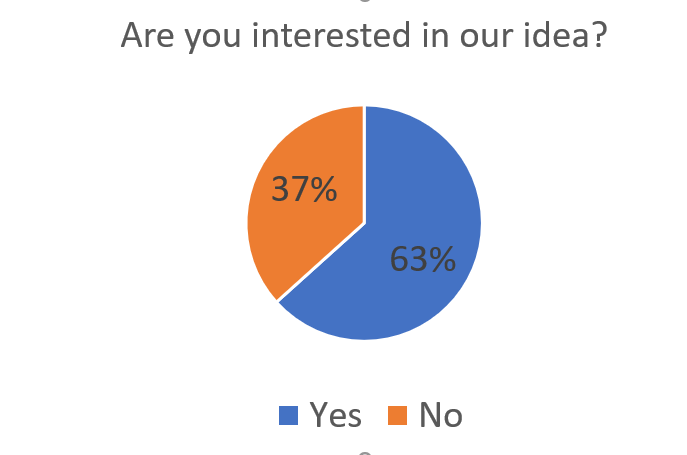 Are you interested in our idea?
37%
63%
Yes No